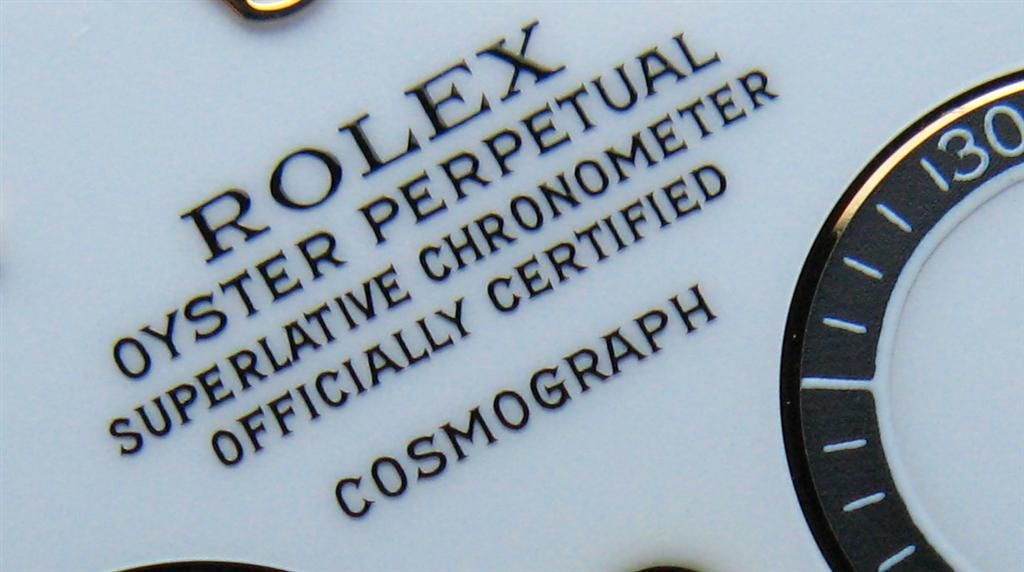 ROLEX
OYSTER PERPETUAL
SUPERLATIVE CHRONOMETER
OFFICIALLY CERTIFIED
COSMOGRAPH
30